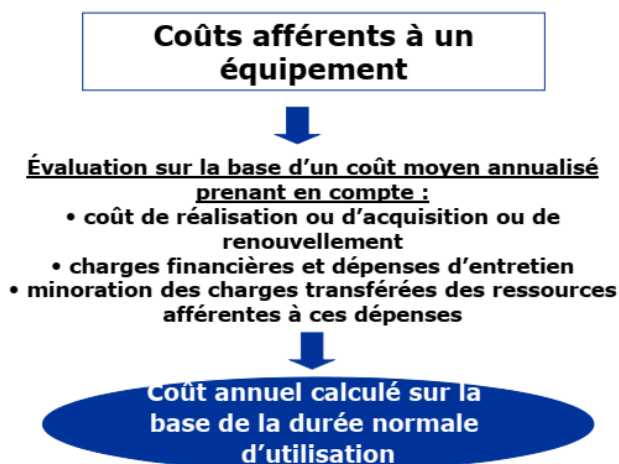 Coûts afférents à un
équipement
Évaluation sur la base d’un coût moyen annualisé
prenant en compte :
• coût de réalisation ou d’acquisition ou de
renouvellement
• charges financières et dépenses d’entretien
• minoration des charges transférées des ressources
afférentes à ces dépenses
Coût annuel calculé sur la
base de la durée normale
d’utilisation